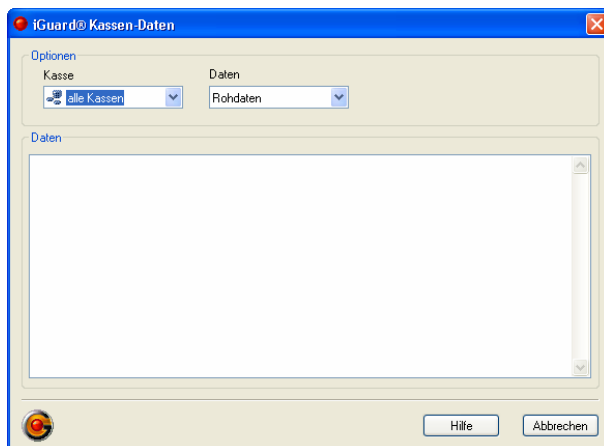 iGuard® Kassen-Daten
Optionen
Kasse
Daten
alle Kassen
Rohdaten
Daten
Hilfe
Abbrechen